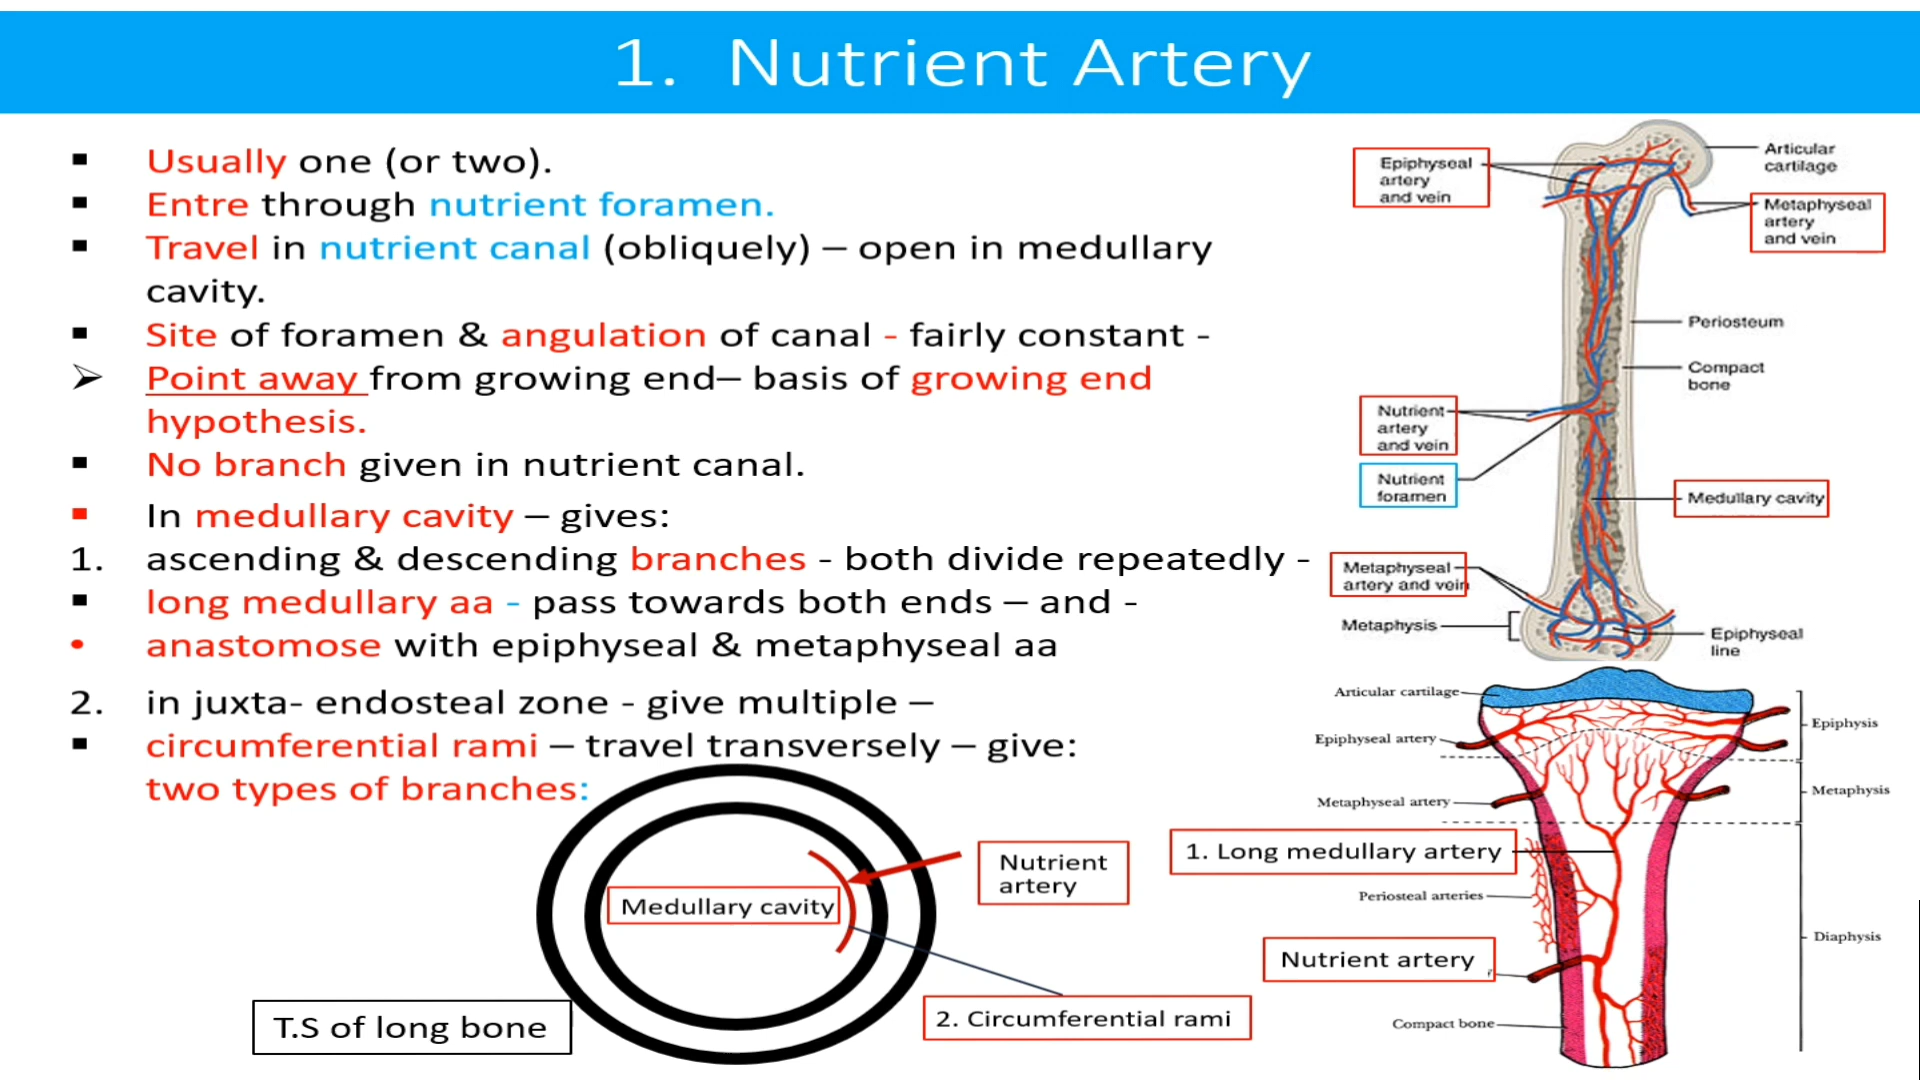 1. Nutrient Artery
▪ Usually one (or two).
▪ Entre through nutrient foramen.
▪ Travel in nutrient canal (obliquely) – open in medullary
cavity.
▪ Site of foramen & angulation of canal - fairly constant -
➢ Point away from growing end– basis of growing end
hypothesis.
▪ No branch given in nutrient canal.
▪ In medullary cavity – gives:
1. ascending & descending branches - both divide repeatedly -
▪ long medullary aa - pass towards both ends – and -
• anastomose with epiphyseal & metaphyseal aa
2. in juxta- endosteal zone - give multiple –
▪ circumferential rami – travel transversely – give:
two types of branches:
Medullary cavity
Nutrient
artery
2. Circumferential rami
T.S of long bone
Epiphyseal
artery
and vein
Articular
cartilage
Metaphyseal
artery
and vein
Periosteum
Compact
bone
Nutrient
artery
and vein
Nutrient
foramen
Medullary cavity
Metaphyseal
artery and vein
Metaphysis
Epiphyseal
line
Articular cartilage
Epiphyseal artery
Epiphysis
Metaphyseal artery
Metaphysis
1. Long medullary artery
Periosteal arteries
Diaphysis
Nutrient artery
Compact bone